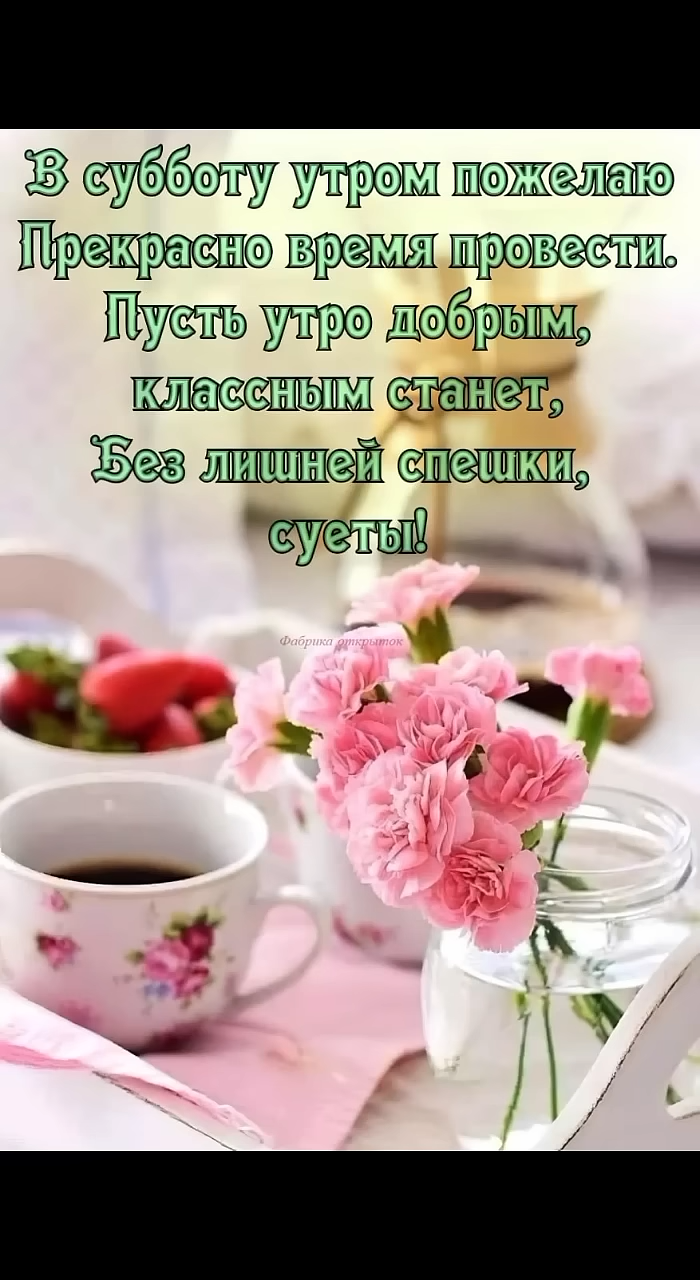 В субботу утром пожелаю
Прекрасно время провести.
Пусть утро добрым,
классным станет,
Без лишней спешки,
суеты!
Фабрика открыток